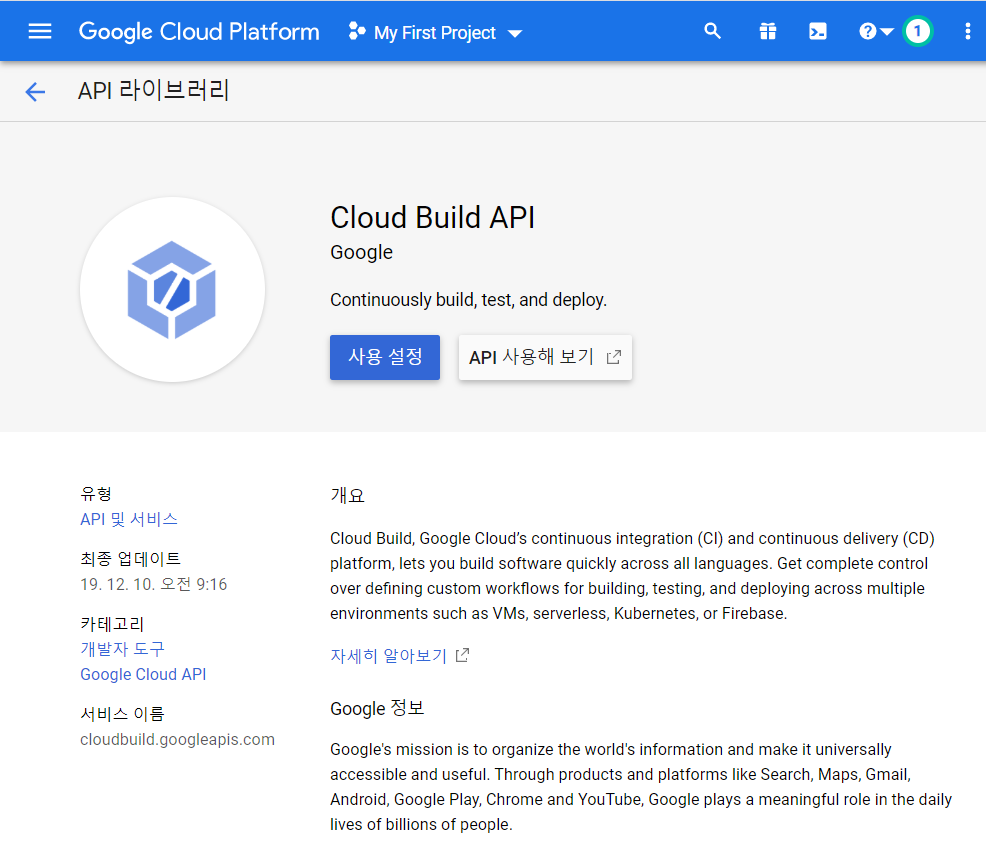 Google Cloud Platform My First Project 1
API 라이브러리
Cloud Build API
Google
Continuously build, test, and deploy.
사용 설정 API 사용해 보기
유형
API 및 서비스
최종 업데이트
19. 12. 10. 오전 9:16
카테고리
개발자 도구
Google Cloud API
서비스 이름
cloudbuild.googleapis.com
개요
Cloud Build, Google Cloud’s continuous integration (CI) and continuous delivery (CD)
platform, lets you build software quickly across all languages. Get complete control
over defining custom workflows for building, testing, and deploying across multiple
environments such as VMs, serverless, Kubernetes, or Firebase.
자세히 알아보기
Google 정보
Google's mission is to organize the world's information and make it universally
accessible and useful. Through products and platforms like Search, Maps, Gmail,
Android, Google Play, Chrome and YouTube, Google plays a meaningful role in the daily
lives of billions of people.